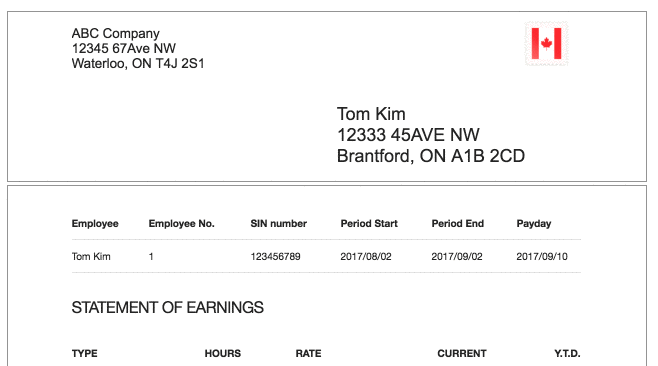 ABC Company
12345 67Ave NW
Waterloo, ON T4J 2S1
Tom Kim
12333 45AVE NW
Brantford, ON A1B 2CD
Employee Employee No. SIN number Period Start Period End Payday
Tom Kim 1 123456789 2017/08/02 2017/09/02 2017/09/10
STATEMENT OF EARNINGS
TYPE HOURS RATE CURRENT Y.T.D.